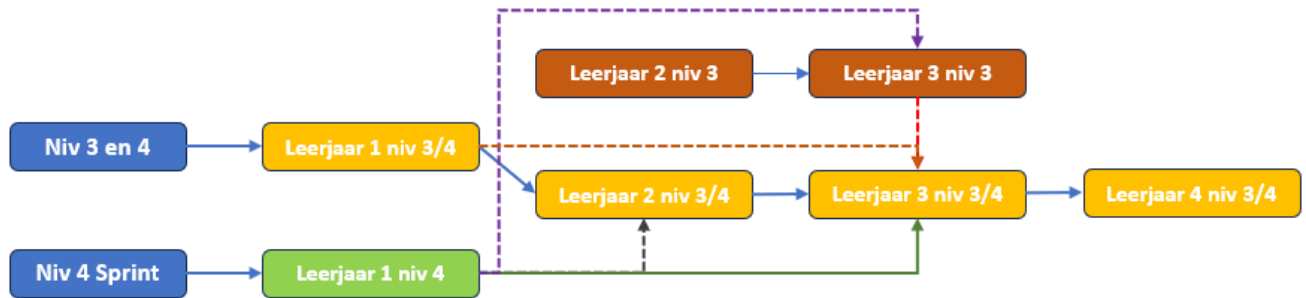 Leerjaar 2 niv 3
Leerjaar 3 niv 3
Niv 3 en 4
Leerjaar 1 niv 3/4
Leerjaar 2 niv 3/4
Leerjaar 3 niv 3/4
Leerjaar 4 niv 3/4
Niv 4 Sprint
Leerjaar 1 niv 4